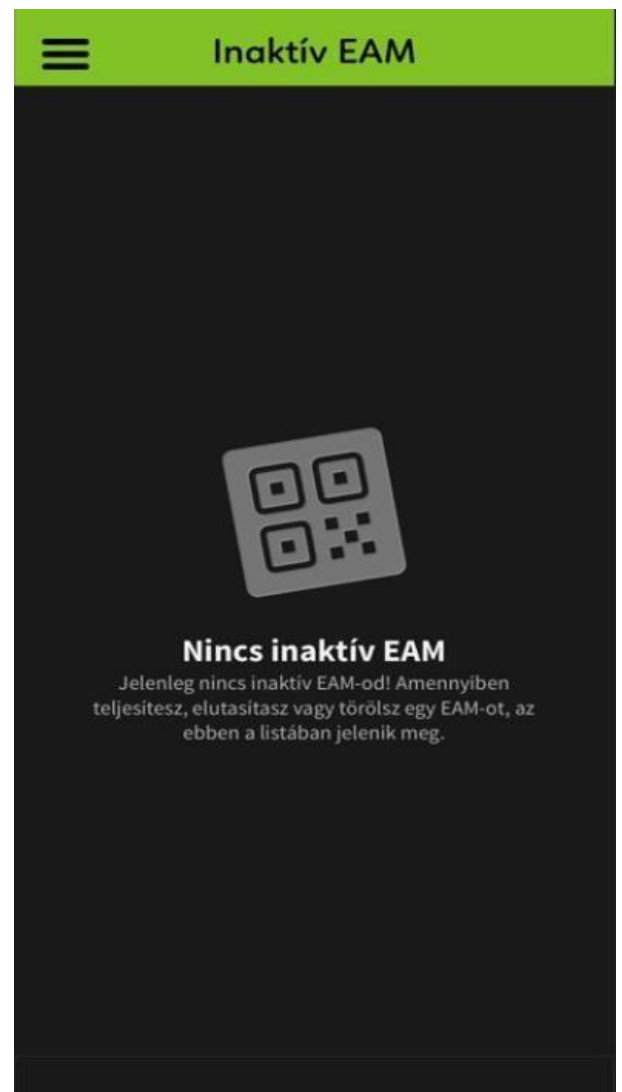 Inaktív EAM
Nincs inaktív EAM
Jelenleg nincs inaktív EAM-od! Amennyiben
teljesítesz, elutasítasz vagy törölsz egy EAM-ot, az
ebben a listában jelenik meg.